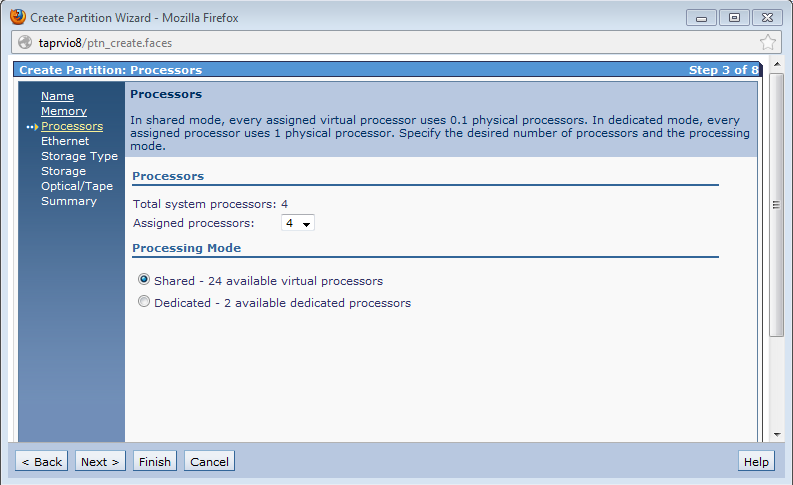 Create Partition Wizard - Mozilla Firefox
taprvio8/ptn_create.faces
Create Partition: Processors Step 3 of 8
Name
Memory
Processors
Ethernet
Storage Type
Storage
Optical/Tape
Summary
Processors
In shared mode, every assigned virtual processor uses 0.1 physical processors. In dedicated mode, every
assigned processor uses 1 physical processor. Specify the desired number of processors and the processing
mode.
Processors
Total system processors: 4
Assigned processors: 4
Processing Mode
Shared - 24 available virtual processors
Dedicated - 2 available dedicated processors
< Back Next > Finish Cancel Help